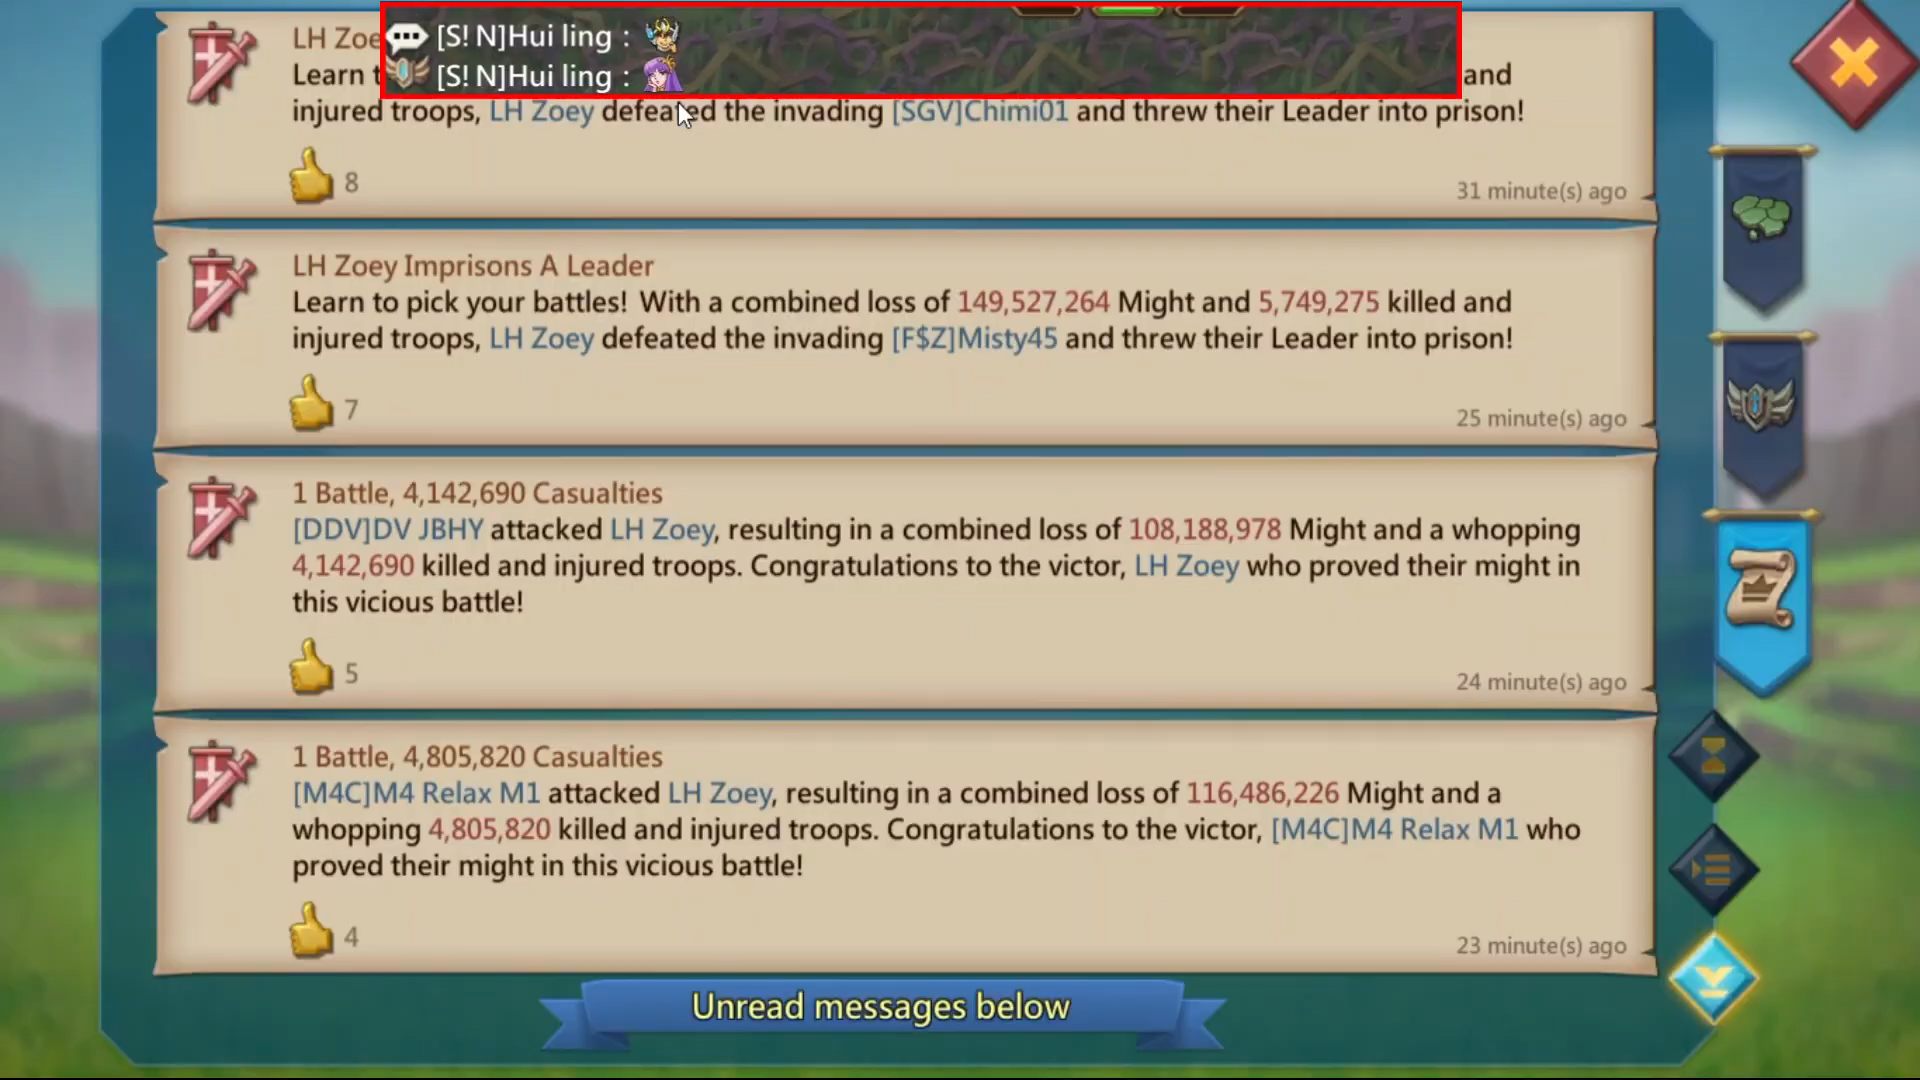 LH Zoe
[S! N]Hui ling :
[S! N]Hui ling :
Learn t and
injured troops, LH Zoey defeated the invading [SGV]Chimi01 and threw their Leader into prison!
8
31 minute(s) ago
LH Zoey Imprisons A Leader
Learn to pick your battles! With a combined loss of 149,527,264 Might and 5,749,275 killed and
injured troops, LH Zoey defeated the invading [F$Z]Misty45 and threw their Leader into prison!
7
25 minute(s) ago
1 Battle, 4,142,690 Casualties
[DDV]DV JBHY attacked LH Zoey, resulting in a combined loss of 108,188,978 Might and a whopping
4,142,690 killed and injured troops. Congratulations to the victor, LH Zoey who proved their might in
this vicious battle!
5
24 minute(s) ago
1 Battle, 4,805,820 Casualties
[M4C]M4 Relax M1 attacked LH Zoey, resulting in a combined loss of 116,486,226 Might and a
whopping 4,805,820 killed and injured troops. Congratulations to the victor, [M4C]M4 Relax M1 who
proved their might in this vicious battle!
4
23 minute(s) ago
Unread messages below